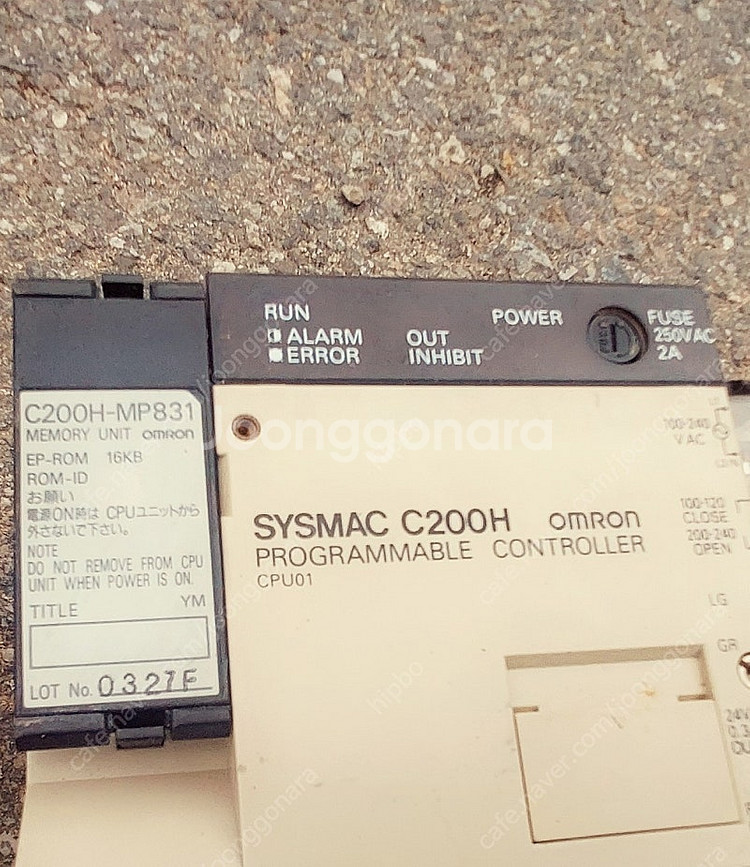 C200H-MP831
MEMORY UNIT omron
EP-ROM 16KB
ROM-ID
お願い
電源ON時は CPUユニットから
外さないで下さい。
NOTE
DO NOT REMOVE FROM CPU
UNIT WHEN POWER IS ON.
TITLE YM
LOT No. 0327F
RUN
ALARM
ERROR
OUT
INHIBIT
POWER
FUSE
250VAC
2A
SYSMAC C200H omron
PROGRAMMABLE CONTROLLER
CPU01
100-240
VAC
100-120
CLOSE
200-240
OPEN
LG
GR
24V
joonggonara